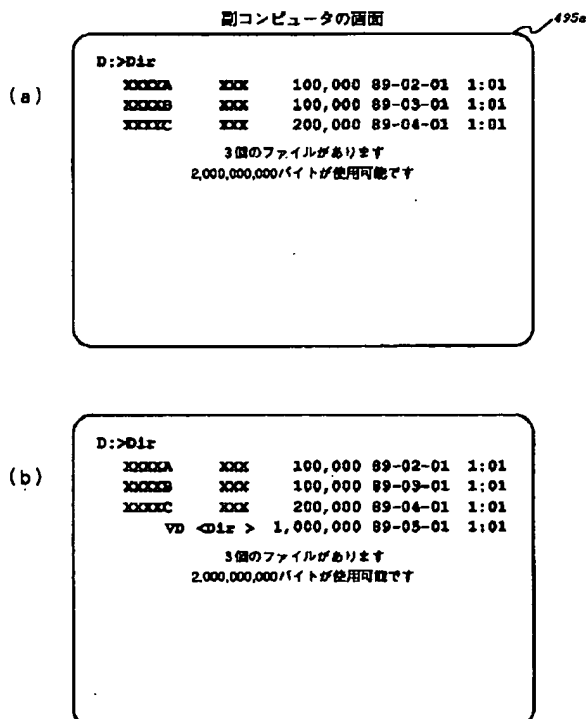 副コンピュータの画面
495a
(a)
D:>Dir
XXXXA XXX 100,000 89-02-01 1:01
XXXXB XXX 100,000 89-03-01 1:01
XXXXC XXX 200,000 89-04-01 1:01
3個のファイルがあります
2,000,000,000バイトが使用可能です
(b)
D:>Dir
XXXXA XXX 100,000 89-02-01 1:01
XXXXB XXX 100,000 89-03-01 1:01
XXXXC XXX 200,000 89-04-01 1:01
VD <Dir > 1,000,000 89-05-01 1:01
3個のファイルがあります
2,000,000,000バイトが使用可能です